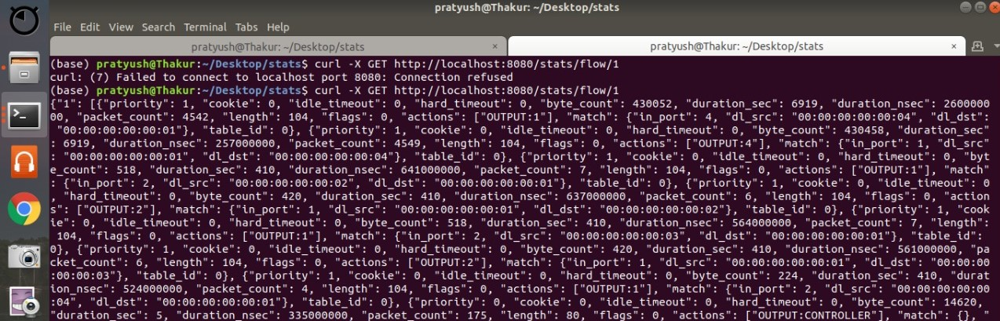 pratyush@Thakur: ~/Desktop/stats
File Edit View Search Terminal Tabs Help
pratyush@Thakur: ~/Desktop/stats × pratyush@Thakur: ~/Desktop/stats ×
(base) pratyush@Thakur:~/Desktop/stats$ curl -X GET http://localhost:8080/stats/flow/1
curl: (7) Failed to connect to localhost port 8080: Connection refused
(base) pratyush@Thakur:~/Desktop/stats$ curl -X GET http://localhost:8080/stats/flow/1
{"1": [{"priority": 1, "cookie": 0, "idle_timeout": 0, "hard_timeout": 0, "byte_count": 430052, "duration_sec": 6919, "duration_nsec": 2600000
00, "packet_count": 4542, "length": 104, "flags": 0, "actions": ["OUTPUT:1"], "match": {"in_port": 4, "dl_src": "00:00:00:00:00:04", "dl_dst":
 "00:00:00:00:00:01"}, "table_id": 0}, {"priority": 1, "cookie": 0, "idle_timeout": 0, "hard_timeout": 0, "byte_count": 430458, "duration_sec"
: 6919, "duration_nsec": 257000000, "packet_count": 4549, "length": 104, "flags": 0, "actions": ["OUTPUT:4"], "match": {"in_port": 1, "dl_src"
: "00:00:00:00:00:01", "dl_dst": "00:00:00:00:00:04"}, "table_id": 0}, {"priority": 1, "cookie": 0, "idle_timeout": 0, "hard_timeout": 0, "byt
e_count": 518, "duration_sec": 410, "duration_nsec": 641000000, "packet_count": 7, "length": 104, "flags": 0, "actions": ["OUTPUT:1"], "match"
: {"in_port": 2, "dl_src": "00:00:00:00:00:02", "dl_dst": "00:00:00:00:00:01"}, "table_id": 0}, {"priority": 1, "cookie": 0, "idle_timeout": 0
, "hard_timeout": 0, "byte_count": 420, "duration_sec": 410, "duration_nsec": 637000000, "packet_count": 6, "length": 104, "flags": 0, "action
s": ["OUTPUT:2"], "match": {"in_port": 1, "dl_src": "00:00:00:00:00:01", "dl_dst": "00:00:00:00:00:02"}, "table_id": 0}, {"priority": 1, "cook
ie": 0, "idle_timeout": 0, "hard_timeout": 0, "byte_count": 518, "duration_sec": 410, "duration_nsec": 564000000, "packet_count": 7, "length":
 104, "flags": 0, "actions": ["OUTPUT:1"], "match": {"in_port": 2, "dl_src": "00:00:00:00:00:03", "dl_dst": "00:00:00:00:00:01"}, "table_id":
0}, {"priority": 1, "cookie": 0, "idle_timeout": 0, "hard_timeout": 0, "byte_count": 420, "duration_sec": 410, "duration_nsec": 561000000, "pa
cket_count": 6, "length": 104, "flags": 0, "actions": ["OUTPUT:2"], "match": {"in_port": 1, "dl_src": "00:00:00:00:00:01", "dl_dst": "00:00:00
:00:00:03"}, "table_id": 0}, {"priority": 1, "cookie": 0, "idle_timeout": 0, "hard_timeout": 0, "byte_count": 224, "duration_sec": 410, "durat
ion_nsec": 524000000, "packet_count": 4, "length": 104, "flags": 0, "actions": ["OUTPUT:1"], "match": {"in_port": 2, "dl_src": "00:00:00:00:00
:04", "dl_dst": "00:00:00:00:00:01"}, "table_id": 0}, {"priority": 0, "cookie": 0, "idle_timeout": 0, "hard_timeout": 0, "byte_count": 14620,
"duration_sec": 5, "duration_nsec": 335000000, "packet_count": 175, "length": 80, "flags": 0, "actions": ["OUTPUT:CONTROLLER"], "match": {}, "